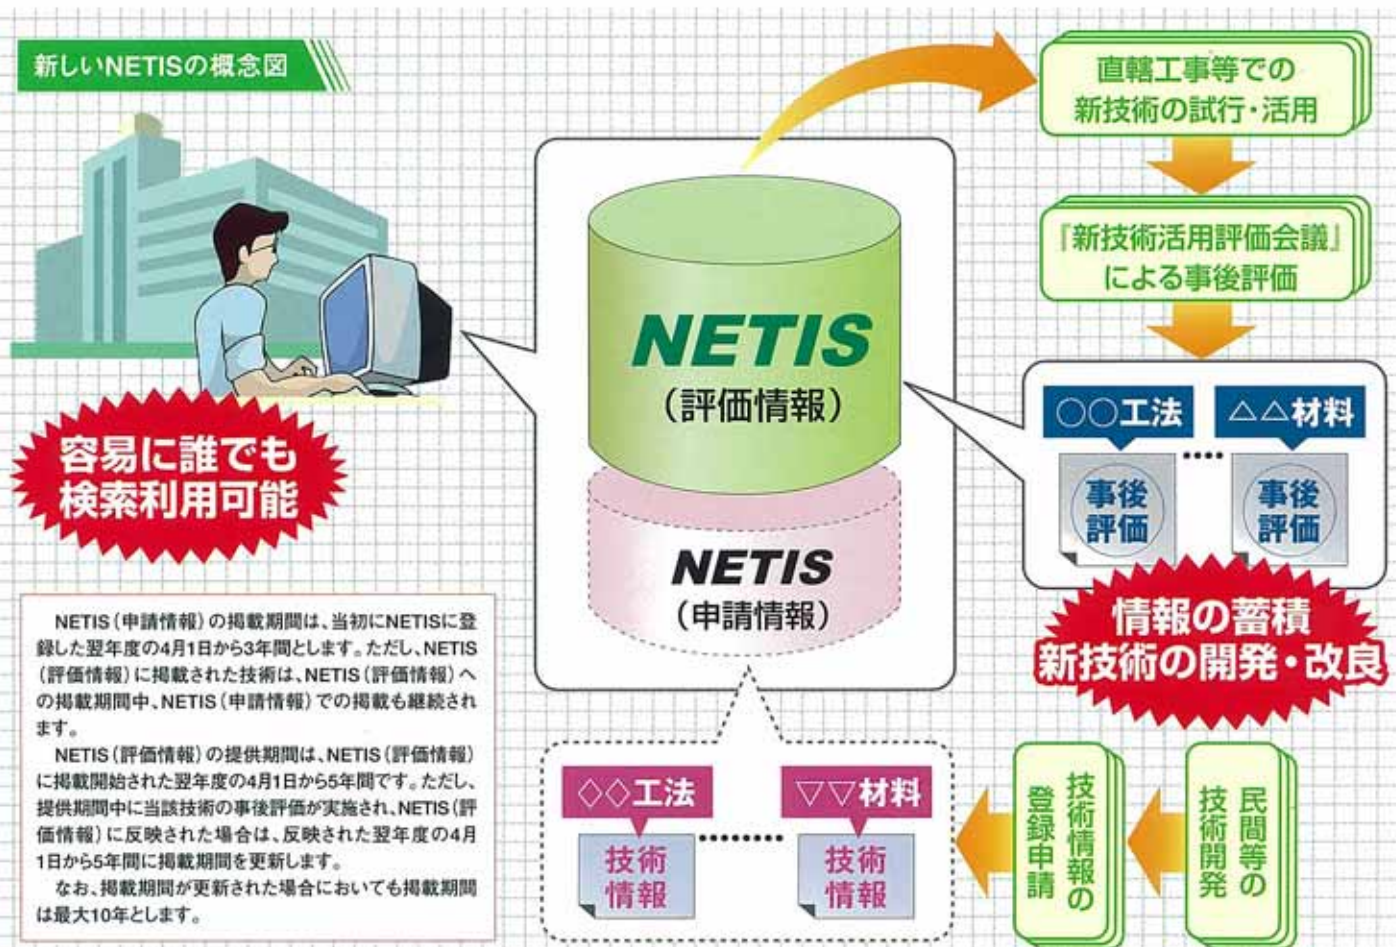 新しいNETISの概念図
直轄工事等での
新技術の試行・活用
『新技術活用評価会議』
による事後評価
NETIS
(評価情報)
○○工法
△△材料
事後
評価
事後
評価
容易に誰でも
検索利用可能
NETIS
(申請情報)
情報の蓄積
新技術の開発・改良
NETIS(申請情報)の掲載期間は、当初にNETISに登
録した翌年度の4月1日から3年間とします。ただし、NETIS
(評価情報)に掲載された技術は、NETIS(評価情報)へ
の掲載期間中、NETIS(申請情報)での掲載も継続され
ます。
NETIS(評価情報)の提供期間は、NETIS(評価情報)
に掲載開始された翌年度の4月1日から5年間です。ただし、
提供期間中に当該技術の事後評価が実施され、NETIS(評
価情報)に反映された場合は、反映された翌年度の4月
1日から5年間に掲載期間を更新します。
なお、掲載期間が更新された場合においても掲載期間
は最大10年とします。
◇◇工法
▽▽材料
技術
情報
技術
情報
技術情報の
登録申請
民間等の
技術開発